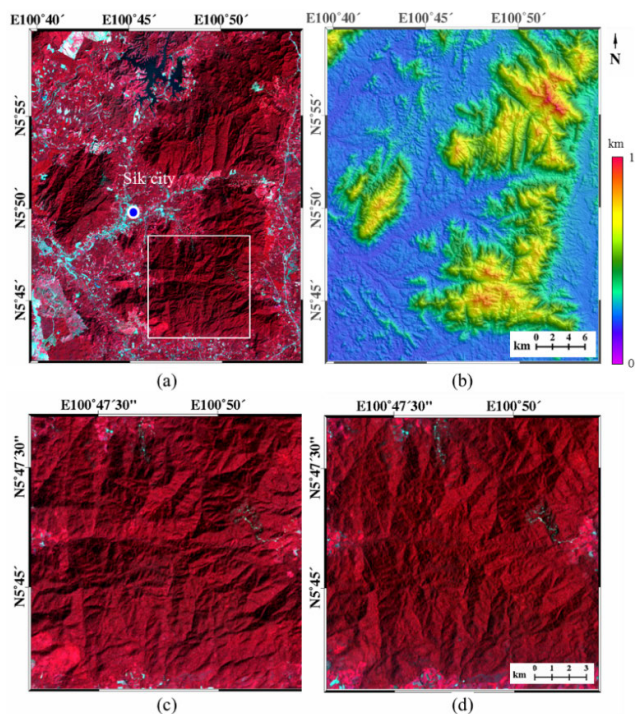 E100°40′ E100°45′ E100°50′
E100°40′ E100°45′ E100°50′
N5°55′
N5°50′
N5°45′
Sik city
N5°55′
N5°50′
N5°45′
N
km
1
0
0 2 4 6
km
(a)
(b)
E100°47′30″ E100°50′
E100°47′30″ E100°50′
N5°47′30″
N5°45′
N5°47′30″
N5°45′
km 0 1 2 3
(c)
(d)